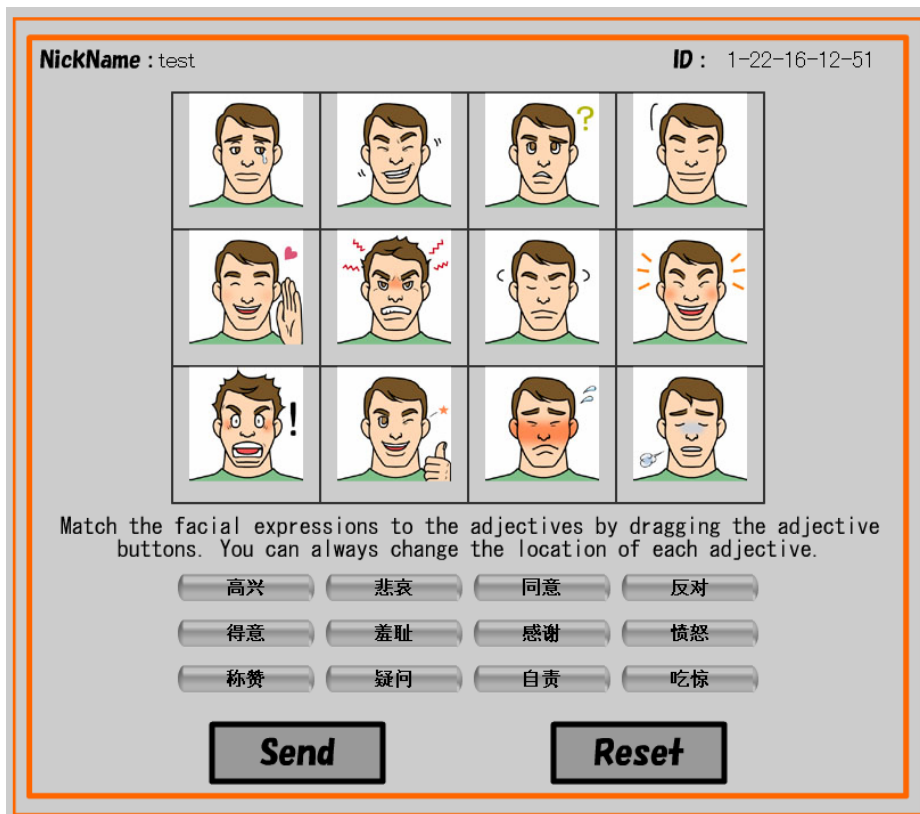 NickName : test ID : 1-22-16-12-51
?
!
Match the facial expressions to the adjectives by dragging the adjective
buttons. You can always change the location of each adjective.
高兴 悲哀 同意 反对
得意 羞耻 感谢 愤怒
称赞 疑问 自责 吃惊
Send Reset